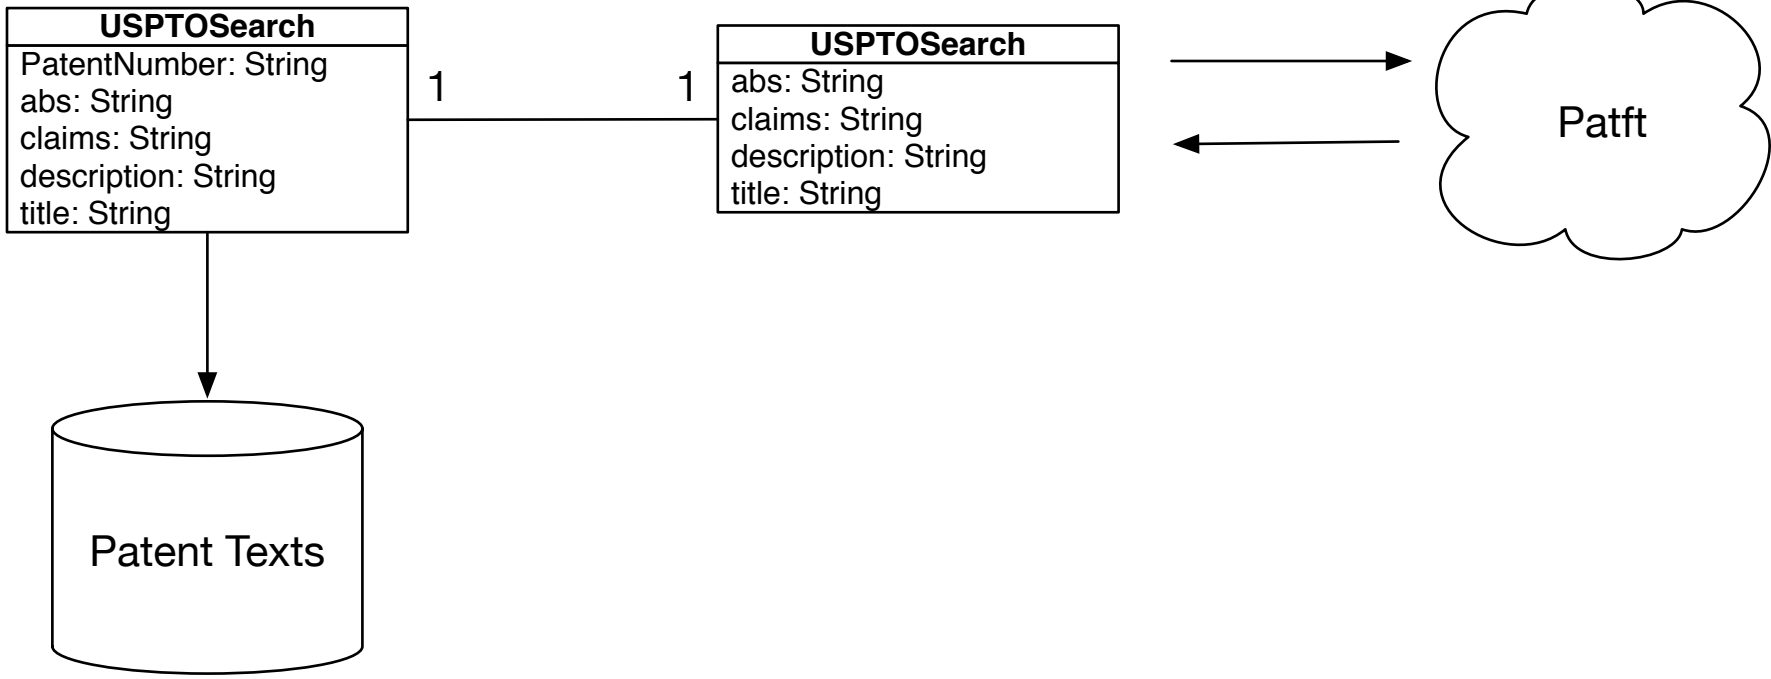 USPTOSearch
PatentNumber: String
abs: String
claims: String
description: String
title: String
1
1
USPTOSearch
abs: String
claims: String
description: String
title: String
Patft
Patent Texts